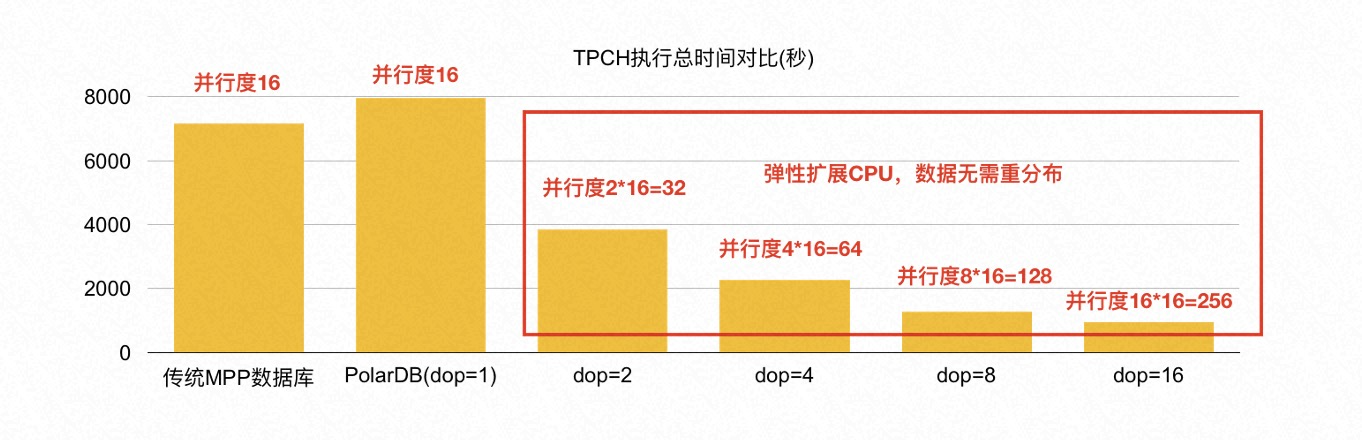 TPCH执行总时间对比(秒)
并行度16
并行度16
8000
6000
弹性扩展CPU，数据无需重分布
并行度2*16=32
4000
并行度4*16=64
并行度8*16=128
2000
并行度16*16=256
0
传统MPP数据库
PolarDB(dop=1)
dop=2
dop=4
dop=8
dop=16